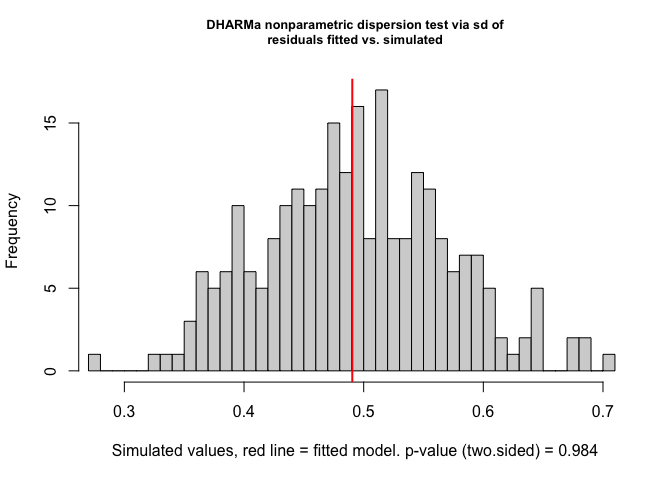 DHARMa nonparametric dispersion test via sd of
residuals fitted vs. simulated
Frequency
15
10
5
0
0.3 0.4 0.5 0.6 0.7
Simulated values, red line = fitted model. p-value (two.sided) = 0.984